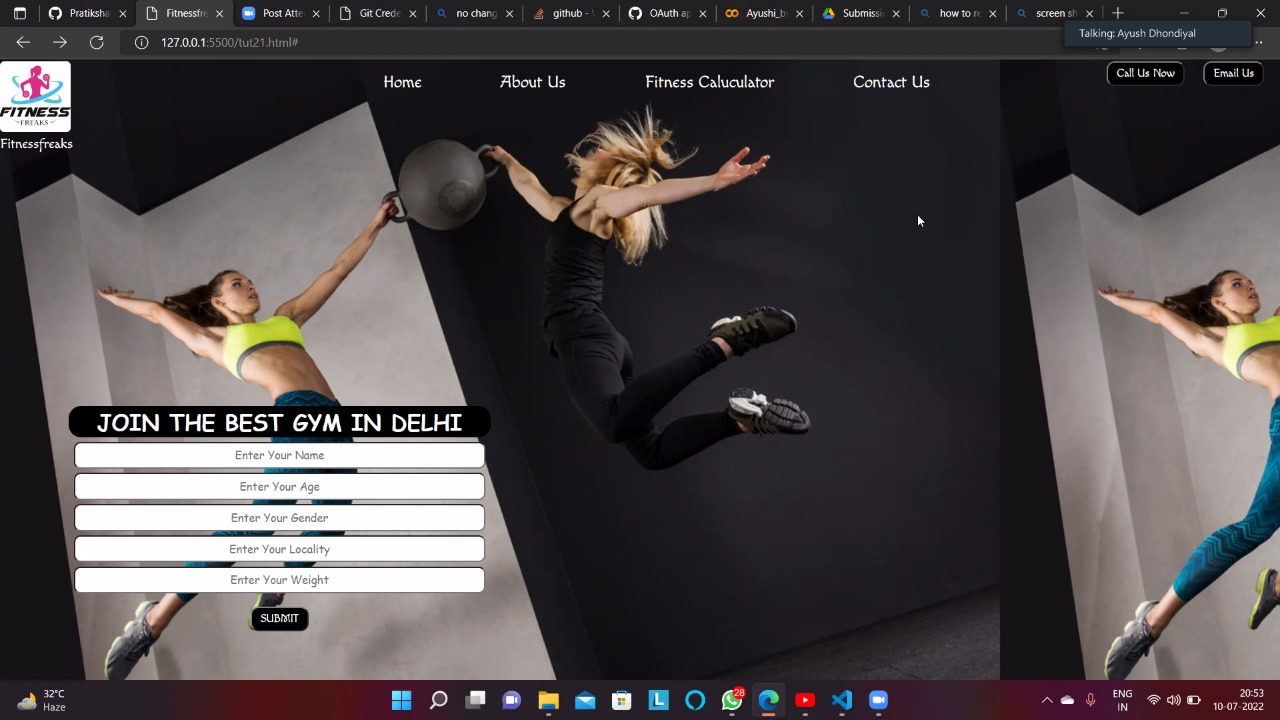 Pratiksha
Fitnessfre
Post Atte
Git Crede
no chang
github - 
OAuth ap
Ayushi_b
Submissi
how to re
screen sh
Talking: Ayush Dhondiyal
127.0.0.1:5500/tut21.html#
FITNESS
FREAKS
Fitnessfreaks
Home
About Us
Fitness Caluculator
Contact Us
Call Us Now
Email Us
JOIN THE BEST GYM IN DELHI
Enter Your Name
Enter Your Age
Enter Your Gender
Enter Your Locality
Enter Your Weight
SUBMIT
32°C
Haze
28
ENG
IN
20:53
10-07-2022